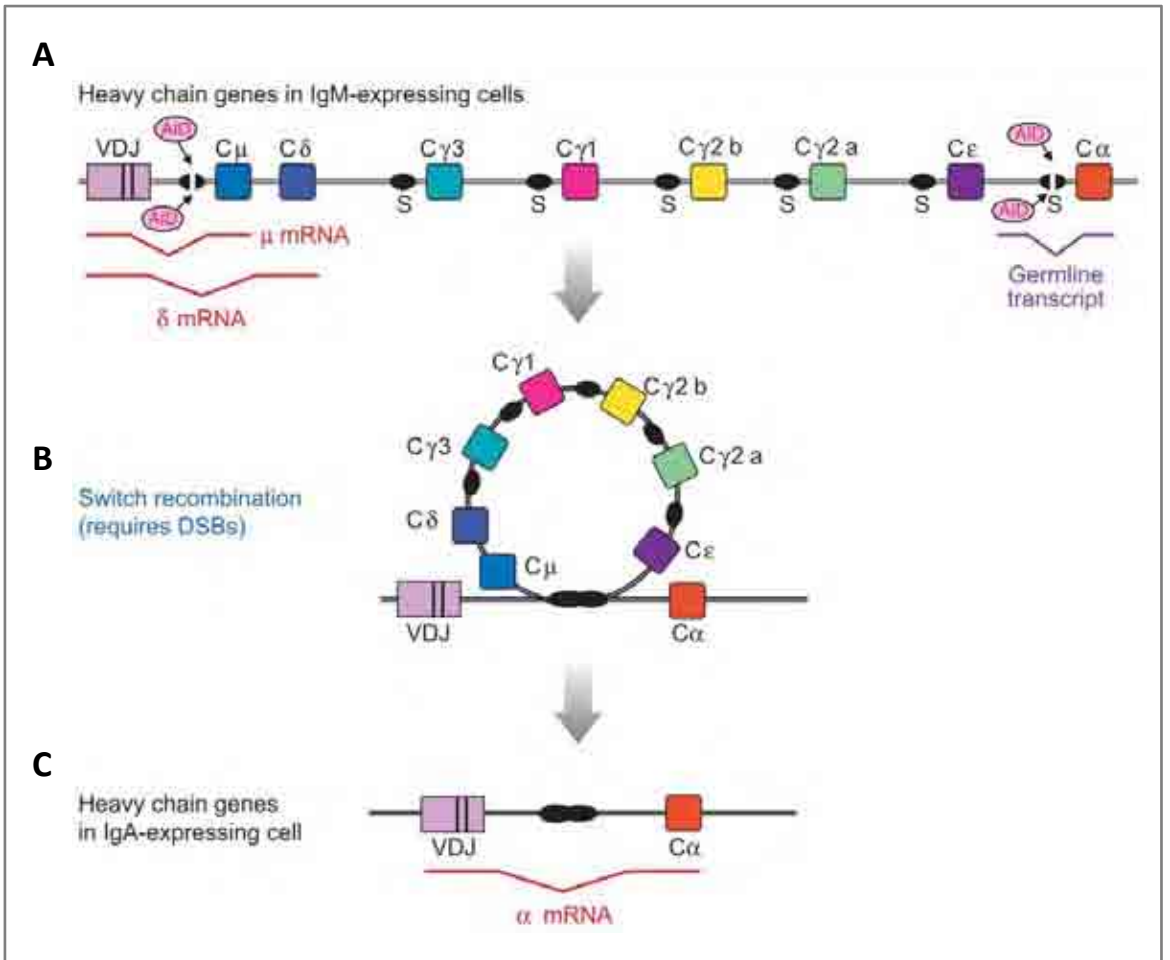 A
Heavy chain genes in IgM-expressing cells
AID
AID
VDJ
Cμ
Cδ
Cγ3
Cγ1
Cγ2 b
Cγ2 a
Cε
Cα
S
S
S
S
S
S
AID
AID
μ mRNA
δ mRNA
Germline
transcript
B
Switch recombination
(requires DSBs)
Cγ1
Cγ2 b
Cγ3
Cγ2 a
Cδ
Cε
Cμ
VDJ
Cα
C
Heavy chain genes
in IgA-expressing cell
VDJ
Cα
α mRNA